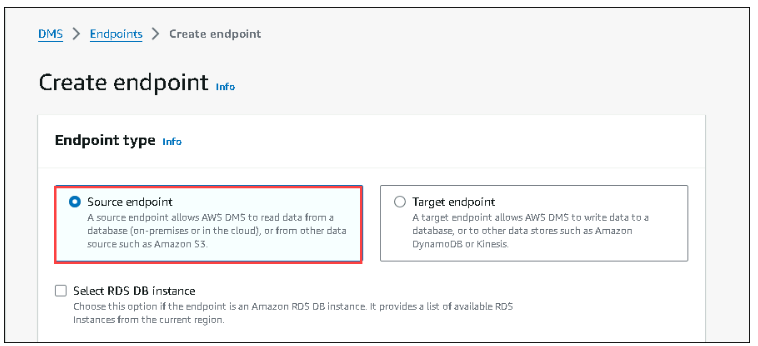 DMS > Endpoints > Create endpoint
Create endpoint Info
Endpoint type Info
Source endpoint
A source endpoint allows AWS DMS to read data from a
database (on-premises or in the cloud), or from other data
source such as Amazon S3.
Target endpoint
A target endpoint allows AWS DMS to write data to a
database, or to other data stores such as Amazon
DynamoDB or Kinesis.
Select RDS DB instance
Choose this option if the endpoint is an Amazon RDS DB instance. It provides a list of available RDS
instances from the current region.